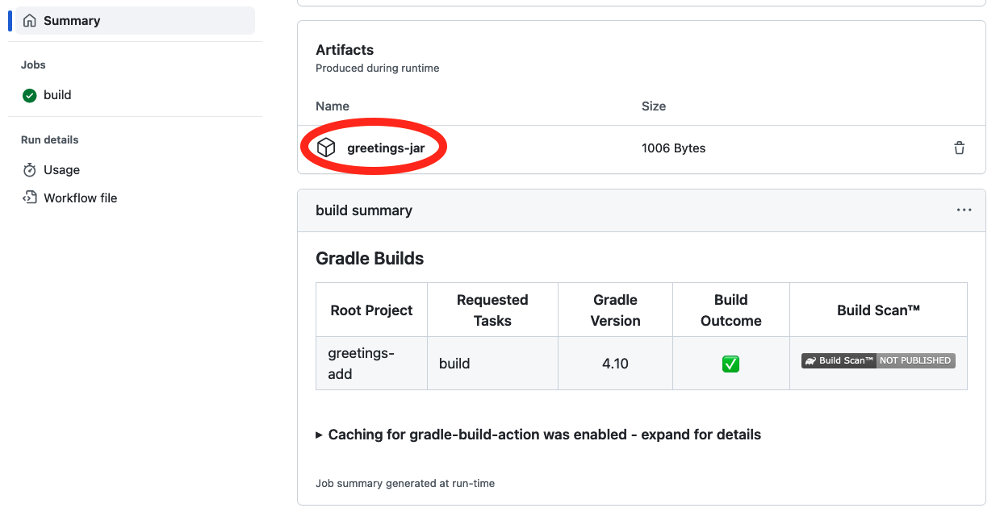 Summary
Jobs
build
Run details
Usage
Workflow file
Artifacts
Produced during runtime
Name Size
greetings-jar 1006 Bytes
build summary
Gradle Builds
Root Project Requested Tasks Gradle Version Build Outcome Build Scan™
greetings-add build 4.10 Build Scan™ NOT PUBLISHED
Caching for gradle-build-action was enabled - expand for details
Job summary generated at run-time